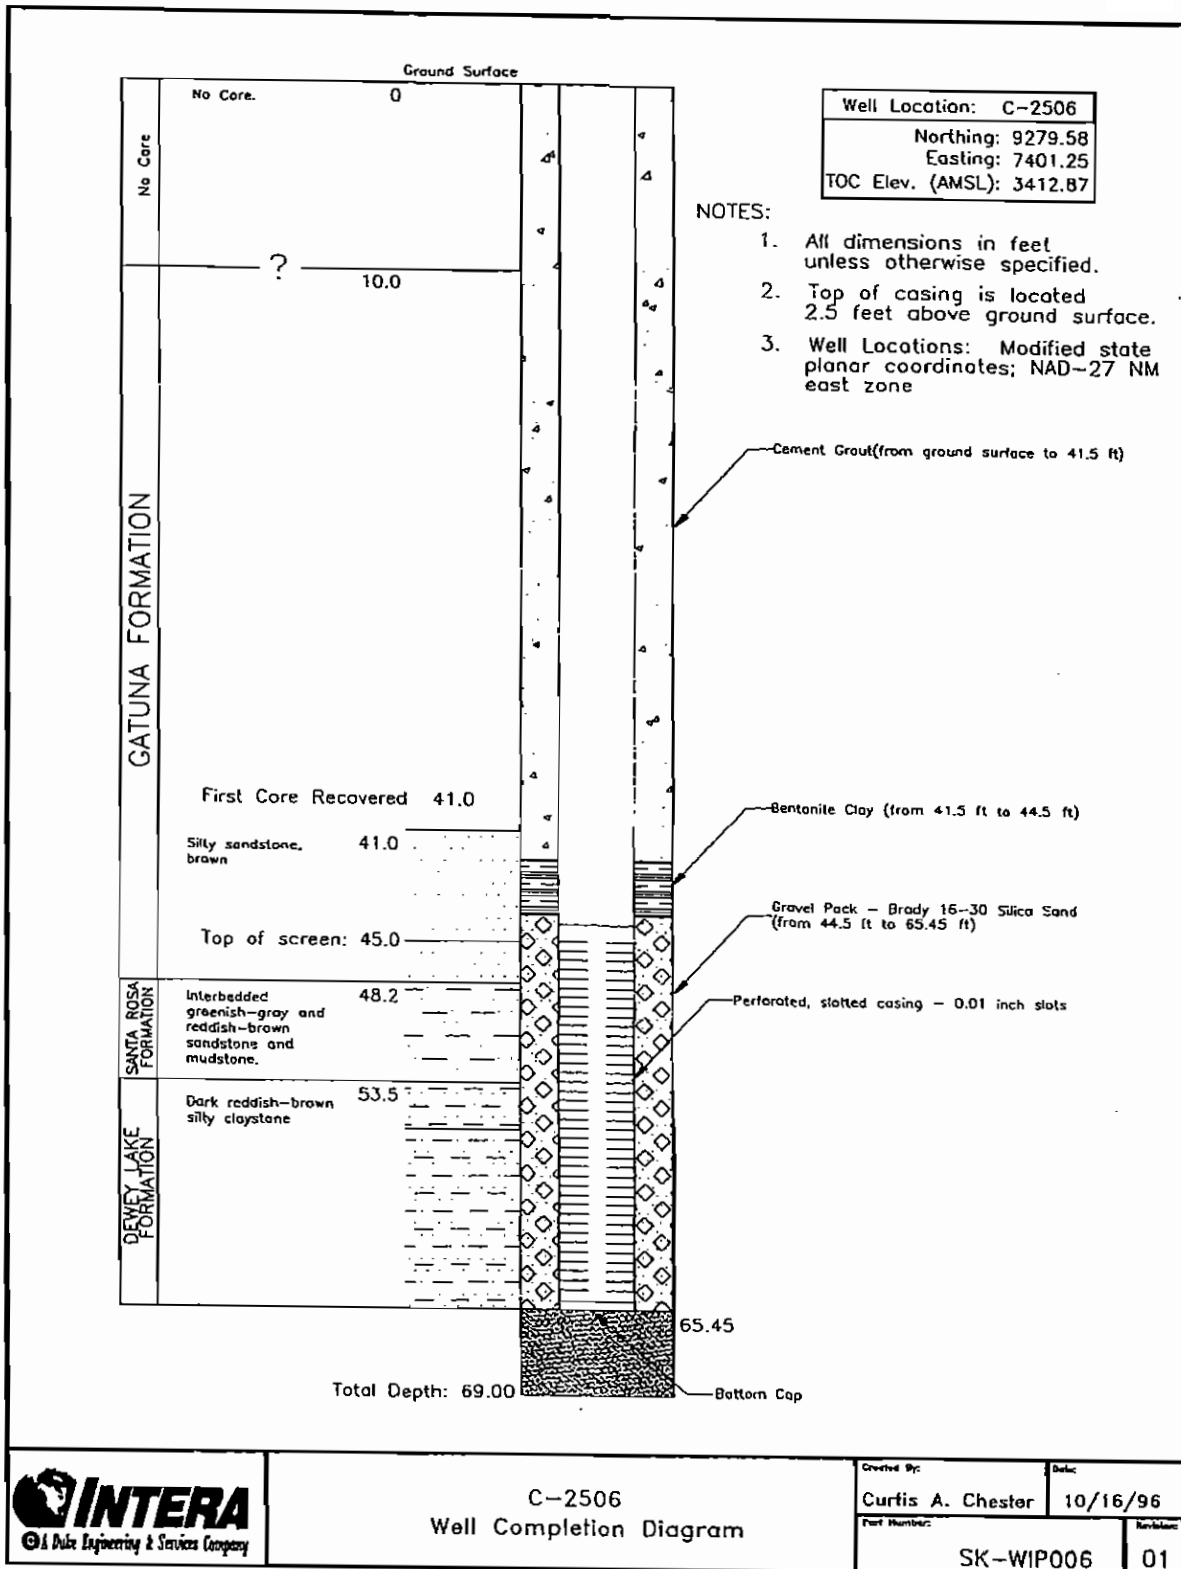 Ground Surface
No Core.
0
No Core
Well Location: C-2506
Northing: 9279.58
Easting: 7401.25
TOC Elev. (AMSL): 3412.87
NOTES:
1. All dimensions in feet
unless otherwise specified.
2. Top of casing is located
2.5 feet above ground surface.
3. Well Locations: Modified state
planar coordinates; NAD-27 NM
east zone
?
10.0
Cement Grout(from ground surface to 41.5 ft)
GATUNA FORMATION
First Core Recovered 41.0
Bentonite Clay (from 41.5 ft to 44.5 ft)
Silty sandstone,
brown
41.0
Gravel Pack - Brady 16-30 Silica Sand
(from 44.5 ft to 65.45 ft)
Top of screen: 45.0
SANTA ROSA
FORMATION
Interbedded
greenish-gray and
reddish-brown
sandstone and
mudstone.
48.2
Perforated, slotted casing - 0.01 inch slots
DEWEY LAKE
FORMATION
Dark reddish-brown
silty claystone
53.5
65.45
Total Depth: 69.00
Bottom Cap
INTERA
A Duke Engineering & Services Company
C-2506
Well Completion Diagram
Created By:
Curtis A. Chester
Date:
10/16/96
Part Number:
SK-WIP006
Revision:
01